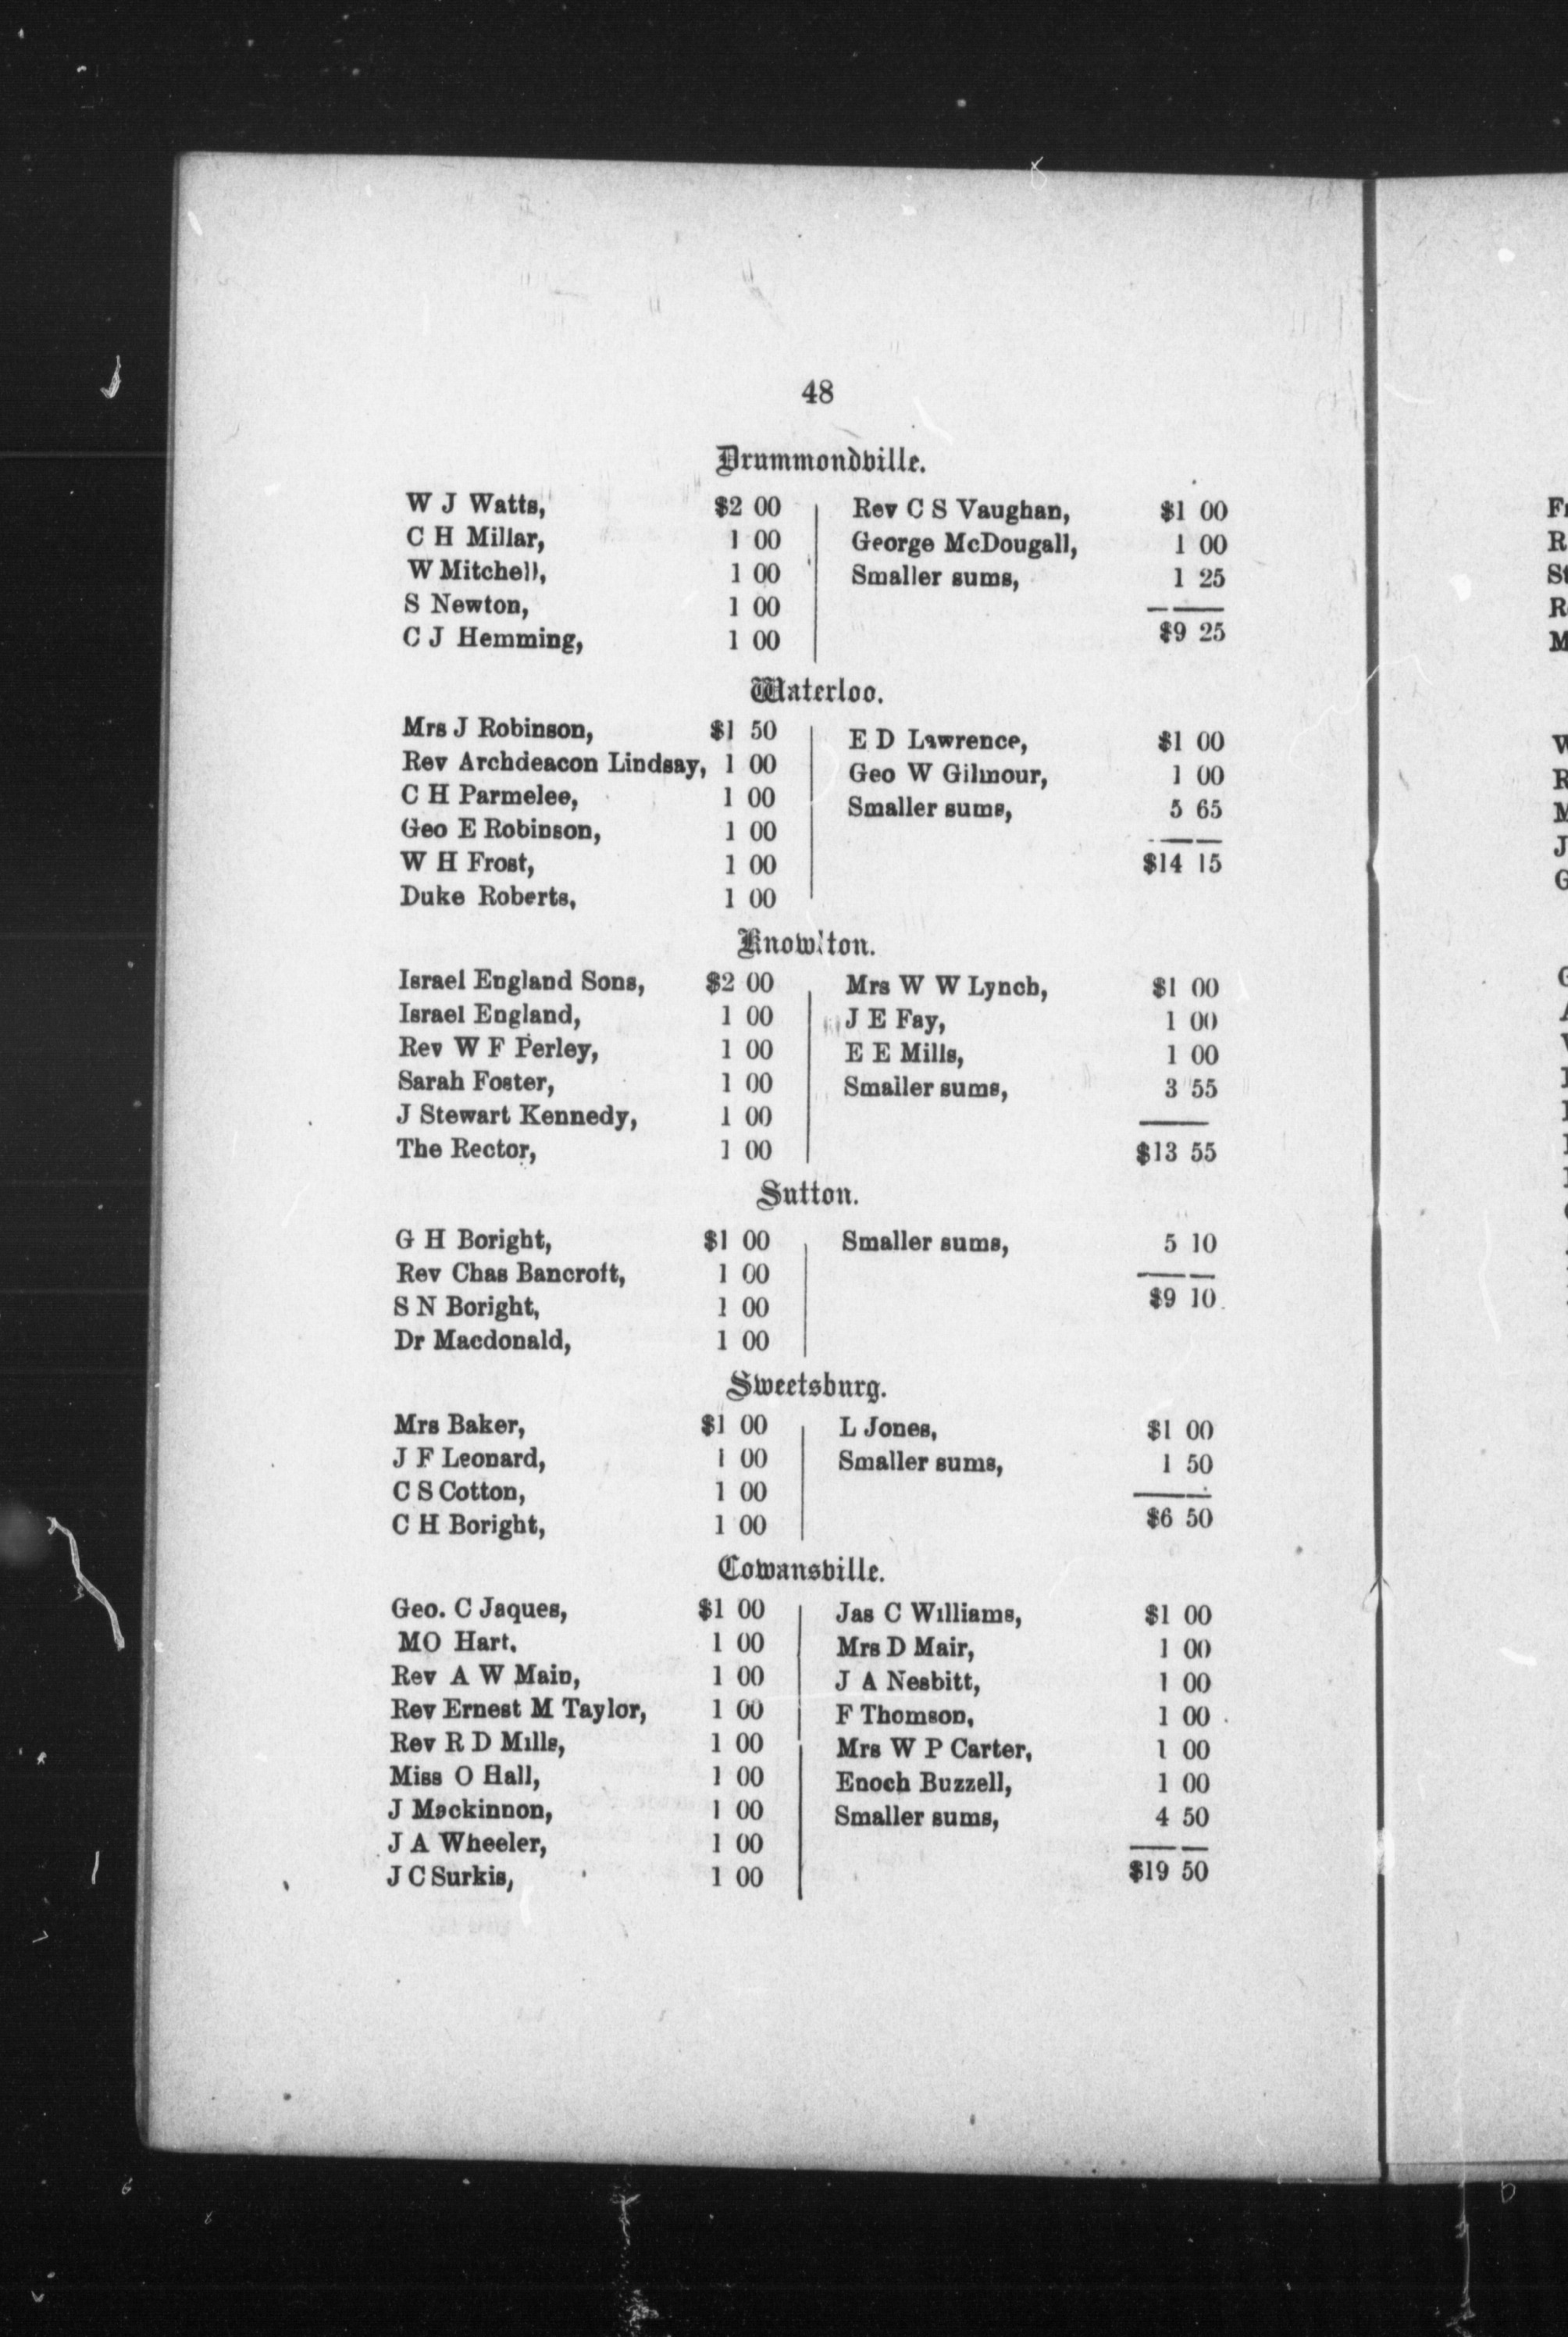 48
Drummondville.
W J Watts, $2 00
C H Millar, 1 00
W Mitchell, 1 00
S Newton, 1 00
C J Hemming, 1 00
Rev C S Vaughan, $1 00
George McDougall, 1 00
Smaller sums, 1 25
$9 25
Waterloo.
Mrs J Robinson, $1 50
Rev Archdeacon Lindsay, 1 00
C H Parmelee, 1 00
Geo E Robinson, 1 00
W H Frost, 1 00
Duke Roberts, 1 00
E D Lawrence, $1 00
Geo W Gilmour, 1 00
Smaller sums, 5 65
$14 15
Knowlton.
Israel England Sons, $2 00
Israel England, 1 00
Rev W F Perley, 1 00
Sarah Foster, 1 00
J Stewart Kennedy, 1 00
The Rector, 1 00
Mrs W W Lynch, $1 00
J E Fay, 1 00
E E Mills, 1 00
Smaller sums, 3 55
$13 55
Sutton.
G H Boright, $1 00
Rev Chas Bancroft, 1 00
S N Boright, 1 00
Dr Macdonald, 1 00
Smaller sums, 5 10
$9 10
Sweetsburg.
Mrs Baker, $1 00
J F Leonard, 1 00
C S Cotton, 1 00
C H Boright, 1 00
L Jones, $1 00
Smaller sums, 1 50
$6 50
Cowansville.
Geo. C Jaques, $1 00
MO Hart, 1 00
Rev A W Main, 1 00
Rev Ernest M Taylor, 1 00
Rev R D Mills, 1 00
Miss O Hall, 1 00
J Mackinnon, 1 00
J A Wheeler, 1 00
J C Surkis, 1 00
Jas C Williams, $1 00
Mrs D Mair, 1 00
J A Nesbitt, 1 00
F Thomson, 1 00
Mrs W P Carter, 1 00
Enoch Buzzell, 1 00
Smaller sums, 4 50
$19 50